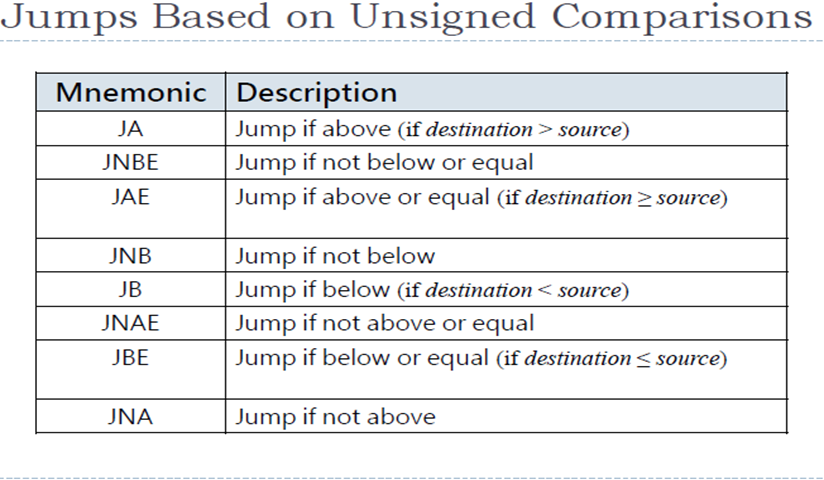 Jumps Based on Unsigned Comparisons
Mnemonic Description
JA Jump if above (if destination > source)
JNBE Jump if not below or equal
JAE Jump if above or equal (if destination ≥ source)
JNB Jump if not below
JB Jump if below (if destination < source)
JNAE Jump if not above or equal
JBE Jump if below or equal (if destination ≤ source)
JNA Jump if not above